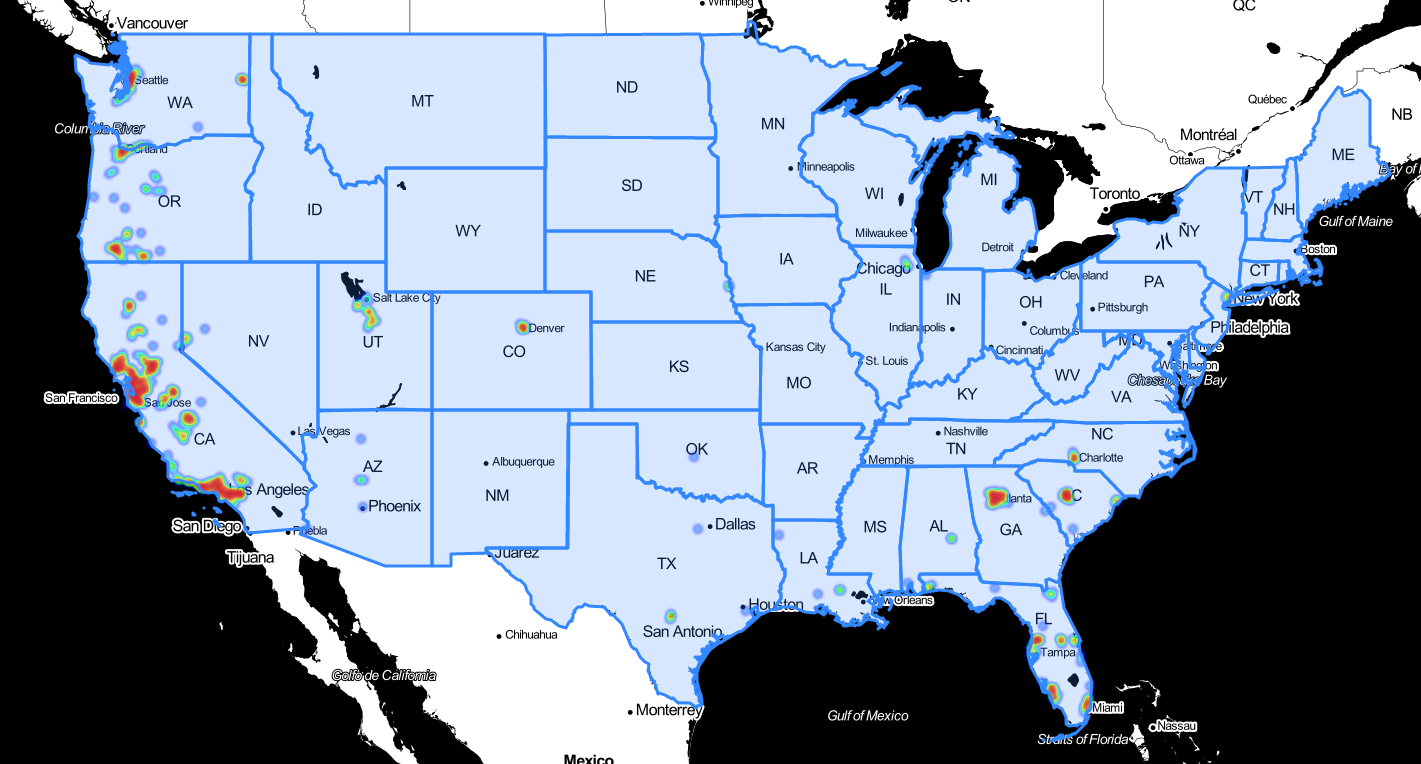 Winnipeg
QC
Vancouver
Seattle
WA
MT
ND
MN
Québec
NB
Columbia River
Portland
Montréal
Ottawa
ME
Minneapolis
SD
WI
MI
Toronto
VT
NH
OR
ID
WY
NY
Gulf of Maine
Milwaukee
Detroit
Boston
IA
Chicago
Cleveland
CT
NE
IL
IN
OH
PA
Salt Lake City
New York
Pittsburgh
Denver
Indianapolis
Columbus
Philadelphia
NV
UT
CO
Kansas City
Cincinnati
MD
Baltimore
St. Louis
Washington
KS
MO
WV
Chesapeake Bay
San Francisco
San Jose
KY
VA
CA
Las Vegas
Nashville
NC
OK
TN
Charlotte
AZ
Albuquerque
Memphis
AR
Los Angeles
NM
Atlanta
SC
Phoenix
San Diego
Puebla
Dallas
MS
AL
GA
Tijuana
Juárez
TX
LA
Houston
New Orleans
San Antonio
FL
Chihuahua
Tampa
Golfo de California
Monterrey
Gulf of Mexico
Miami
Nassau
Straits of Florida
Mexico